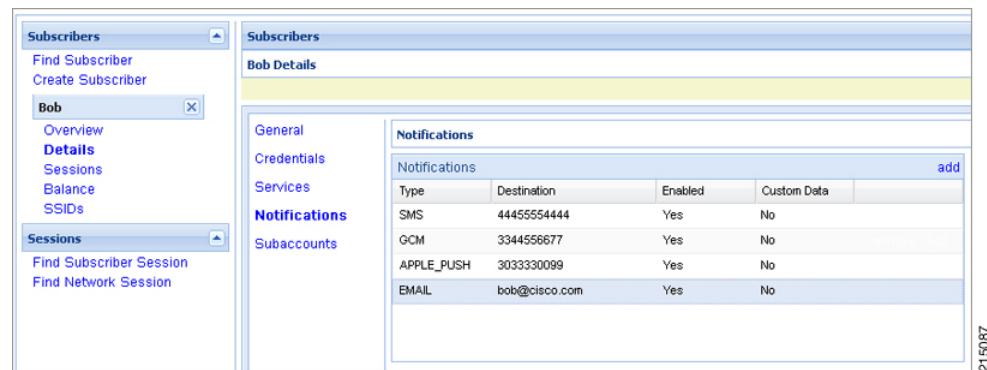 Subscribers
Find Subscriber
Create Subscriber
Bob
Overview
Details
Sessions
Balance
SSIDs
Sessions
Find Subscriber Session
Find Network Session
Subscribers
Bob Details
General
Credentials
Services
Notifications
Subaccounts
Notifications
Notifications add
Type Destination Enabled Custom Data
SMS 44455554444 Yes No
GCM 3344556677 Yes No
APPLE_PUSH 3033330099 Yes No
EMAIL bob@cisco.com Yes No
215087